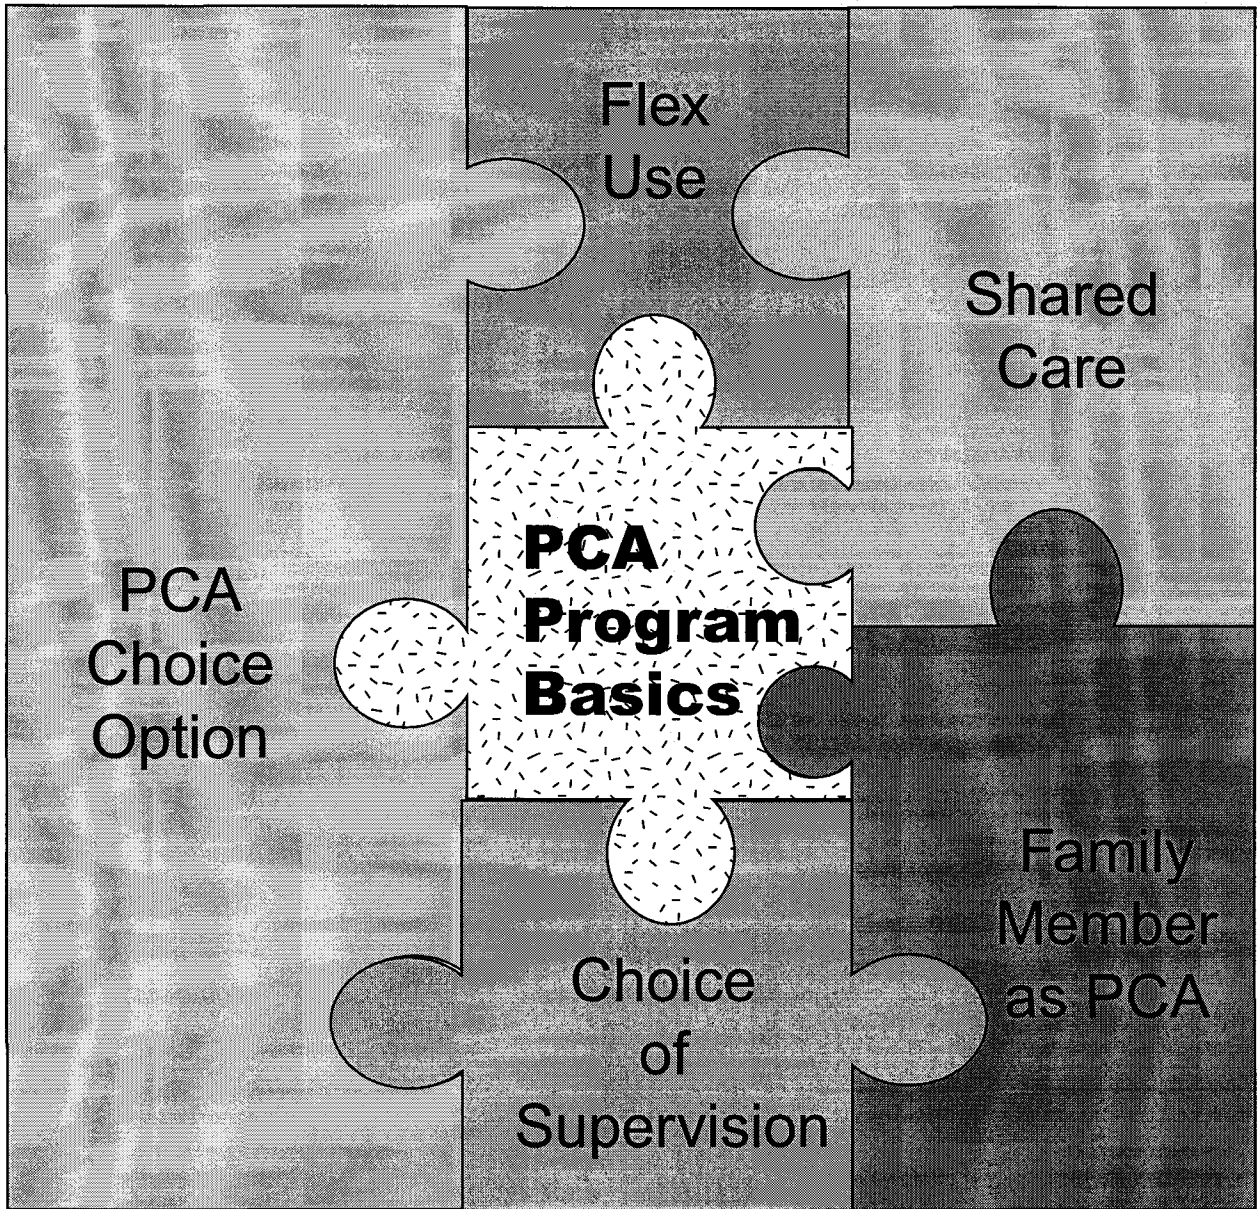 Flex
Use
Shared
Care
PCA
Choice
Option
PCA
Program
Basics
Family
Member
as PCA
Choice
of
Supervision